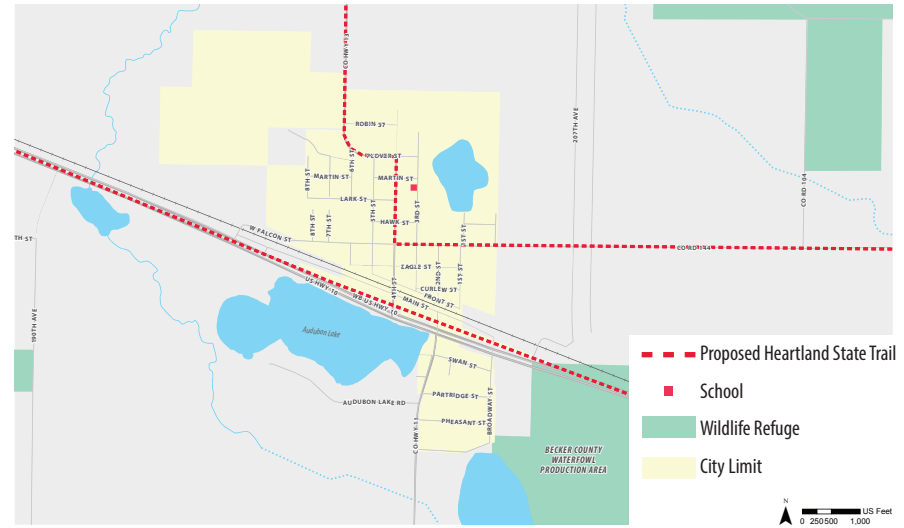 CO HWY 13
207TH AVE
ROBIN ST
PLOVER ST
6TH ST
MARTIN ST
MARTIN ST
8TH ST
CO RD 104
LARK ST
5TH ST
3RD ST
HAWK ST
8TH ST
7TH ST
W FALCON ST
1ST ST
TH ST
CO RD 144
EAGLE ST
2ND ST
1ST ST
CURLEW ST
4TH ST
FRONT ST
MAIN ST
US HWY 10
WB US HWY 10
190TH AVE
Audubon Lake
SWAN ST
PARTRIDGE ST
AUDUBON LAKE RD
BROADWAY ST
PHEASANT ST
CO HWY 11
BECKER COUNTY
WATERFOWL
PRODUCTION AREA
Proposed Heartland State Trail
School
Wildlife Refuge
City Limit
N
US Feet
0 250 500 1,000